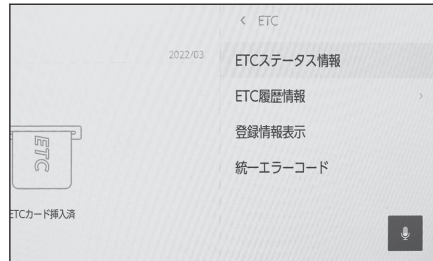 < ETC
2022/03
ETCステータス情報
ETC履歴情報 >
登録情報表示
統一エラーコード
ETC
ETCカード挿入済